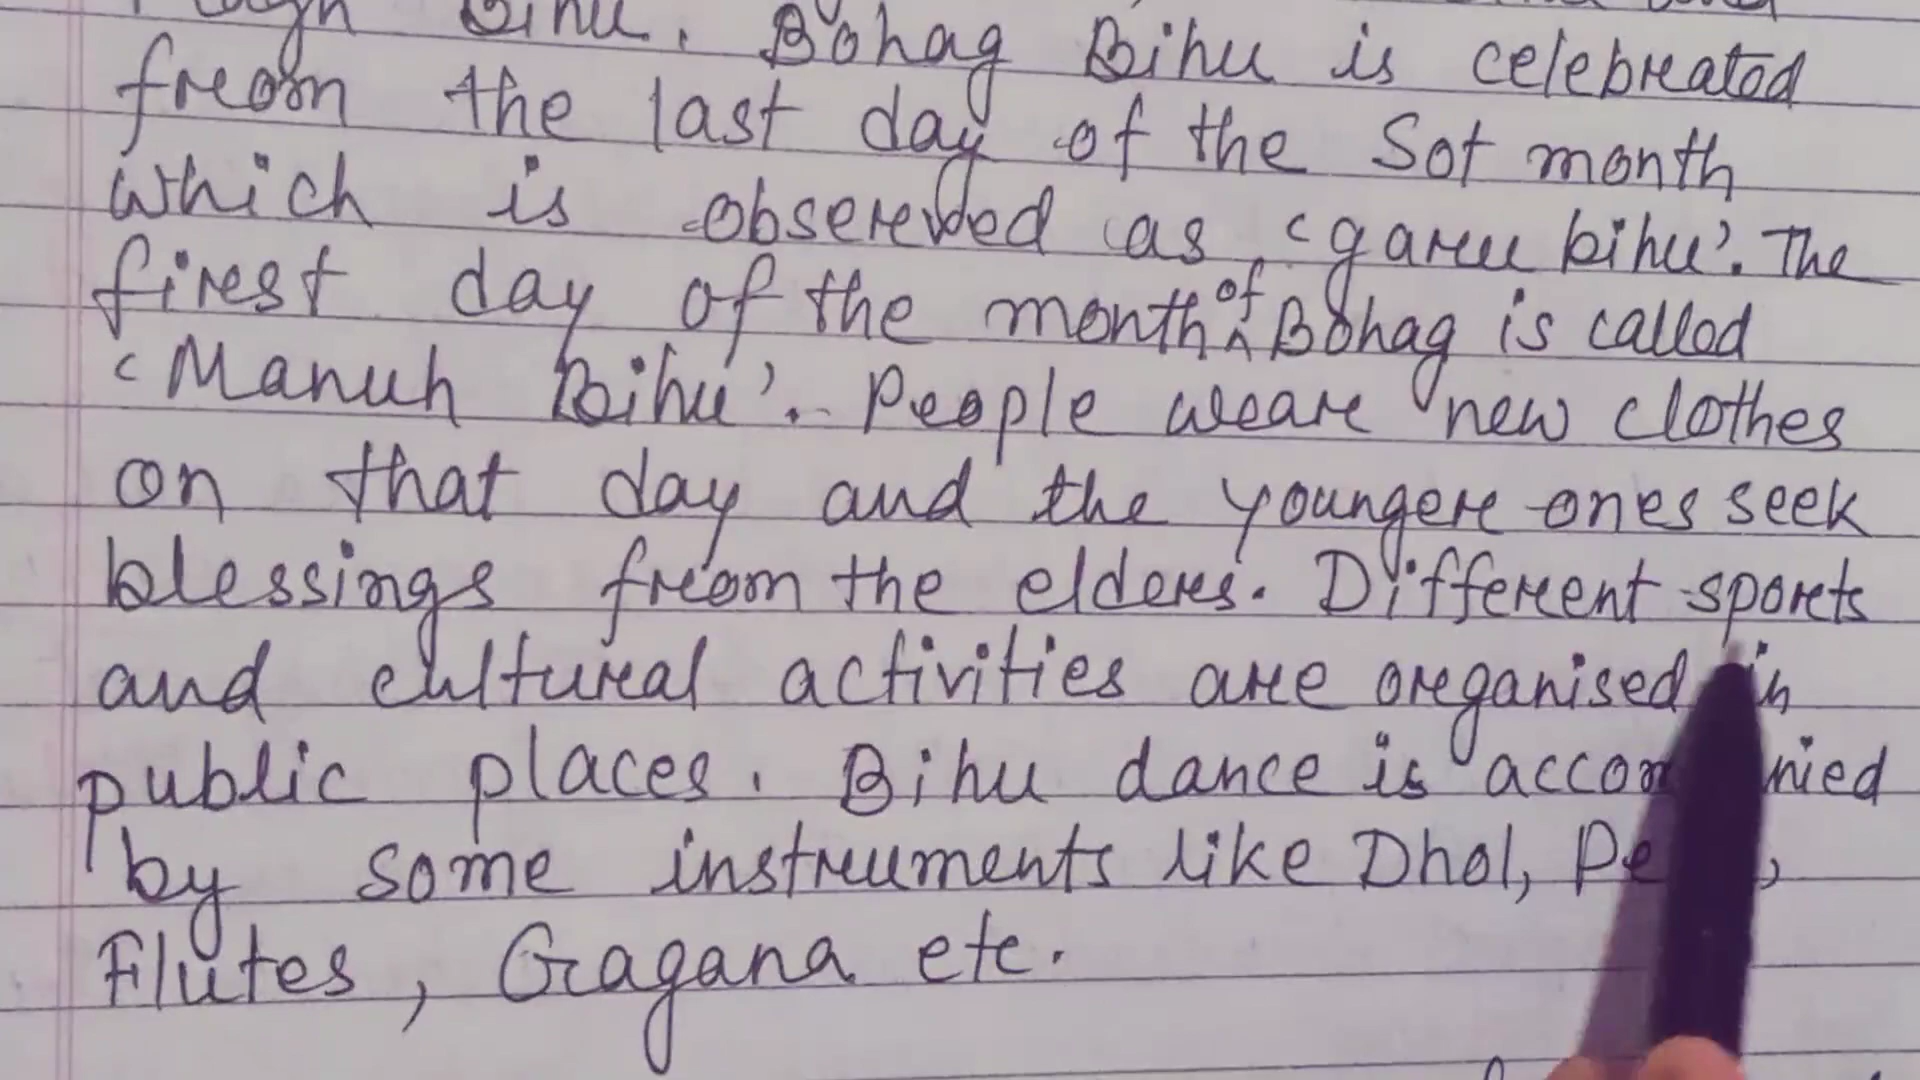 Bihu. Bohag Bihu is celebrated
from the last day of the Sot month
which is observed as 'garu bihu'. The
first day of the month of Bohag is called
'Manuh Bihu'. People weare new clothes
on that day and the younger ones seek
blessings from the elders. Different sports
and cultural activities are organised in
public places. Bihu dance is
by some instruments like Dhol,
Flutes, Gagana etc.